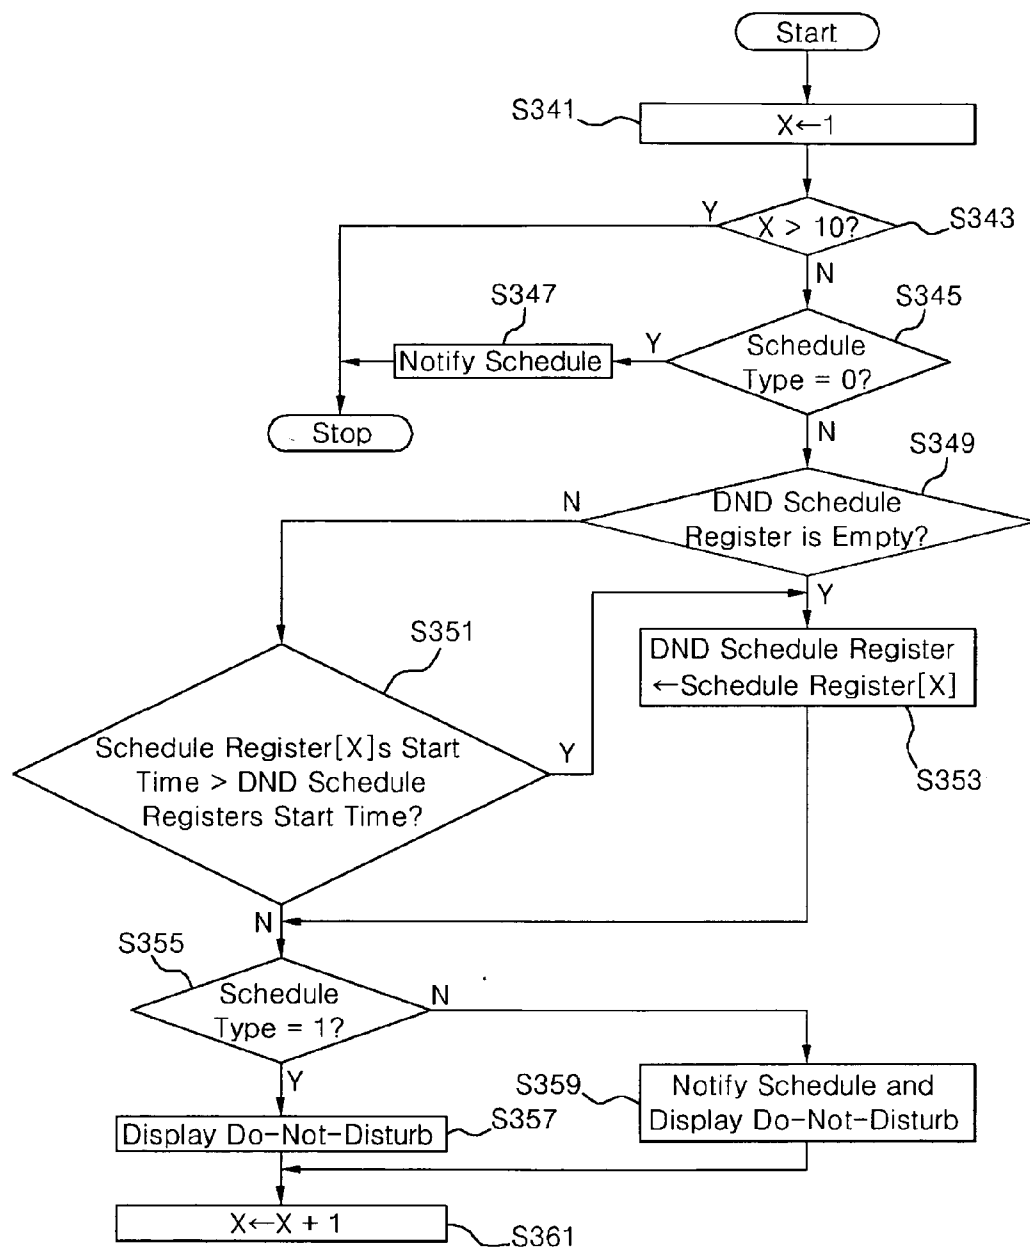 Start
S341
X←1
Y
X > 10?
S343
N
S347
S345
Notify Schedule
Y
Schedule
Type = 0?
Stop
N
S349
N
DND Schedule
Register is Empty?
Y
S351
DND Schedule Register
←Schedule Register[X]
Schedule Register[X]s Start
Time > DND Schedule
Registers Start Time?
Y
S353
N
S355
Schedule
Type = 1?
N
Y
S359
Notify Schedule and
Display Do-Not-Disturb
Display Do-Not-Disturb
S357
X←X + 1
S361